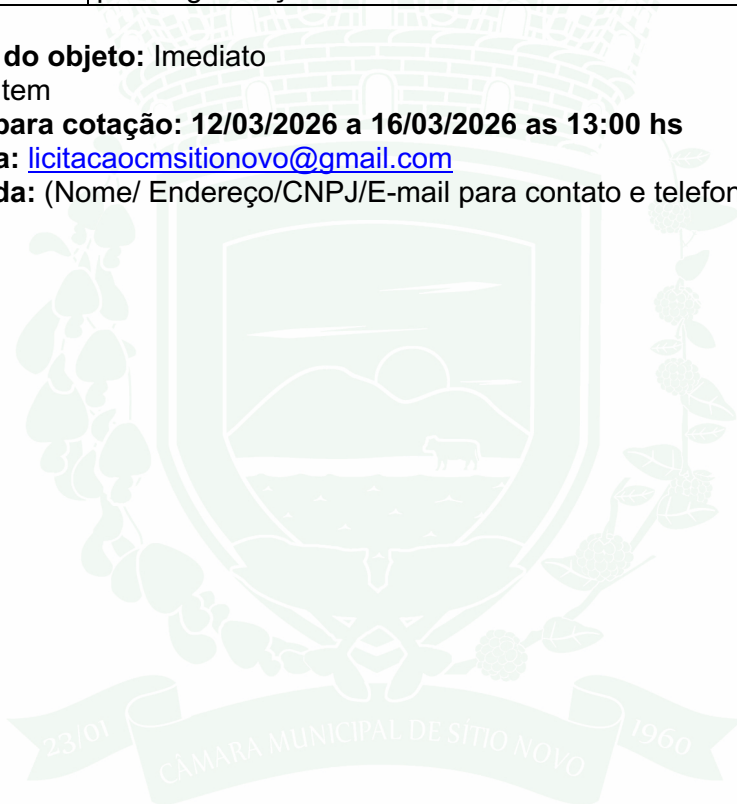 do objeto: Imediato
tem
para cotação: 12/03/2026 a 16/03/2026 as 13:00 hs
a: licitacaocmsitionovo@gmail.com
da: (Nome/ Endereço/CNPJ/E-mail para contato e telefon
23/01
CÂMARA MUNICIPAL DE SÍTIO NOVO
1960